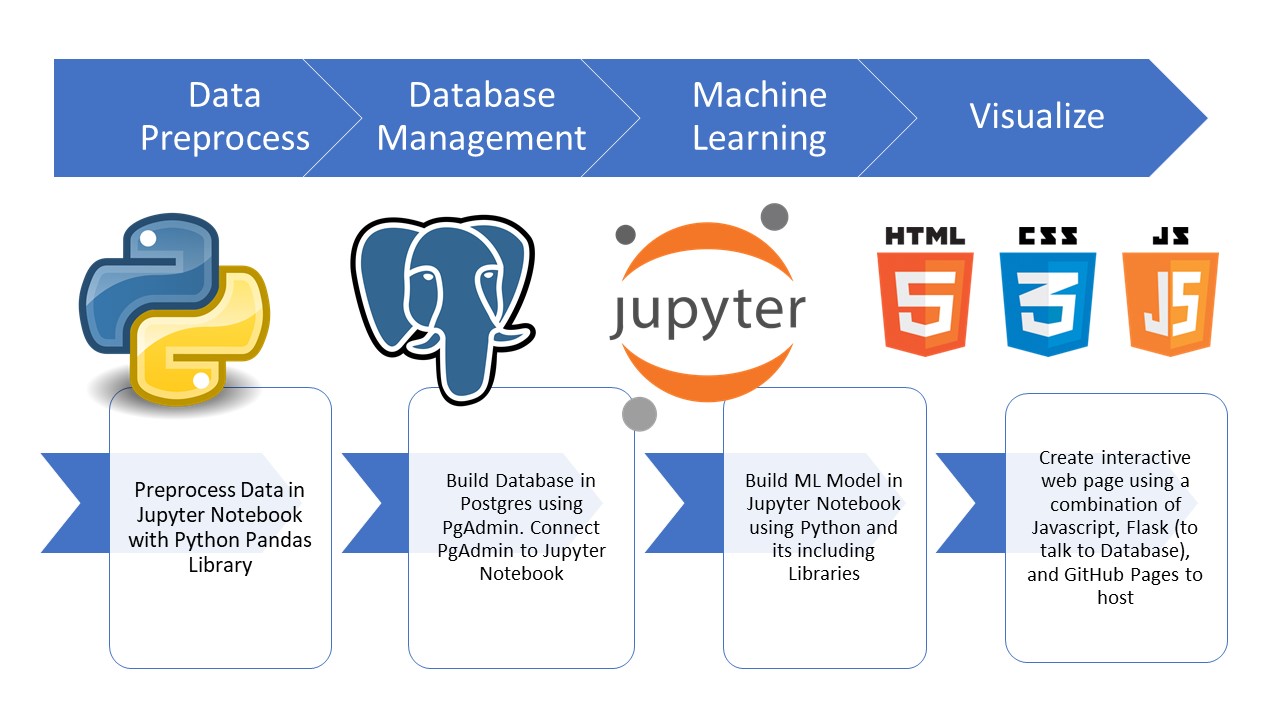 Data
Preprocess
Database
Management
Machine
Learning
Visualize
jupyter
HTML
5
CSS
3
JS
JS
Preprocess Data in
Jupyter Notebook
with Python Pandas
Library
Build Database in
Postgres using
PgAdmin. Connect
PgAdmin to Jupyter
Notebook
Build ML Model in
Jupyter Notebook
using Python and
its including
Libraries
Create interactive
web page using a
combination of
Javascript, Flask (to
talk to Database),
and GitHub Pages to
host